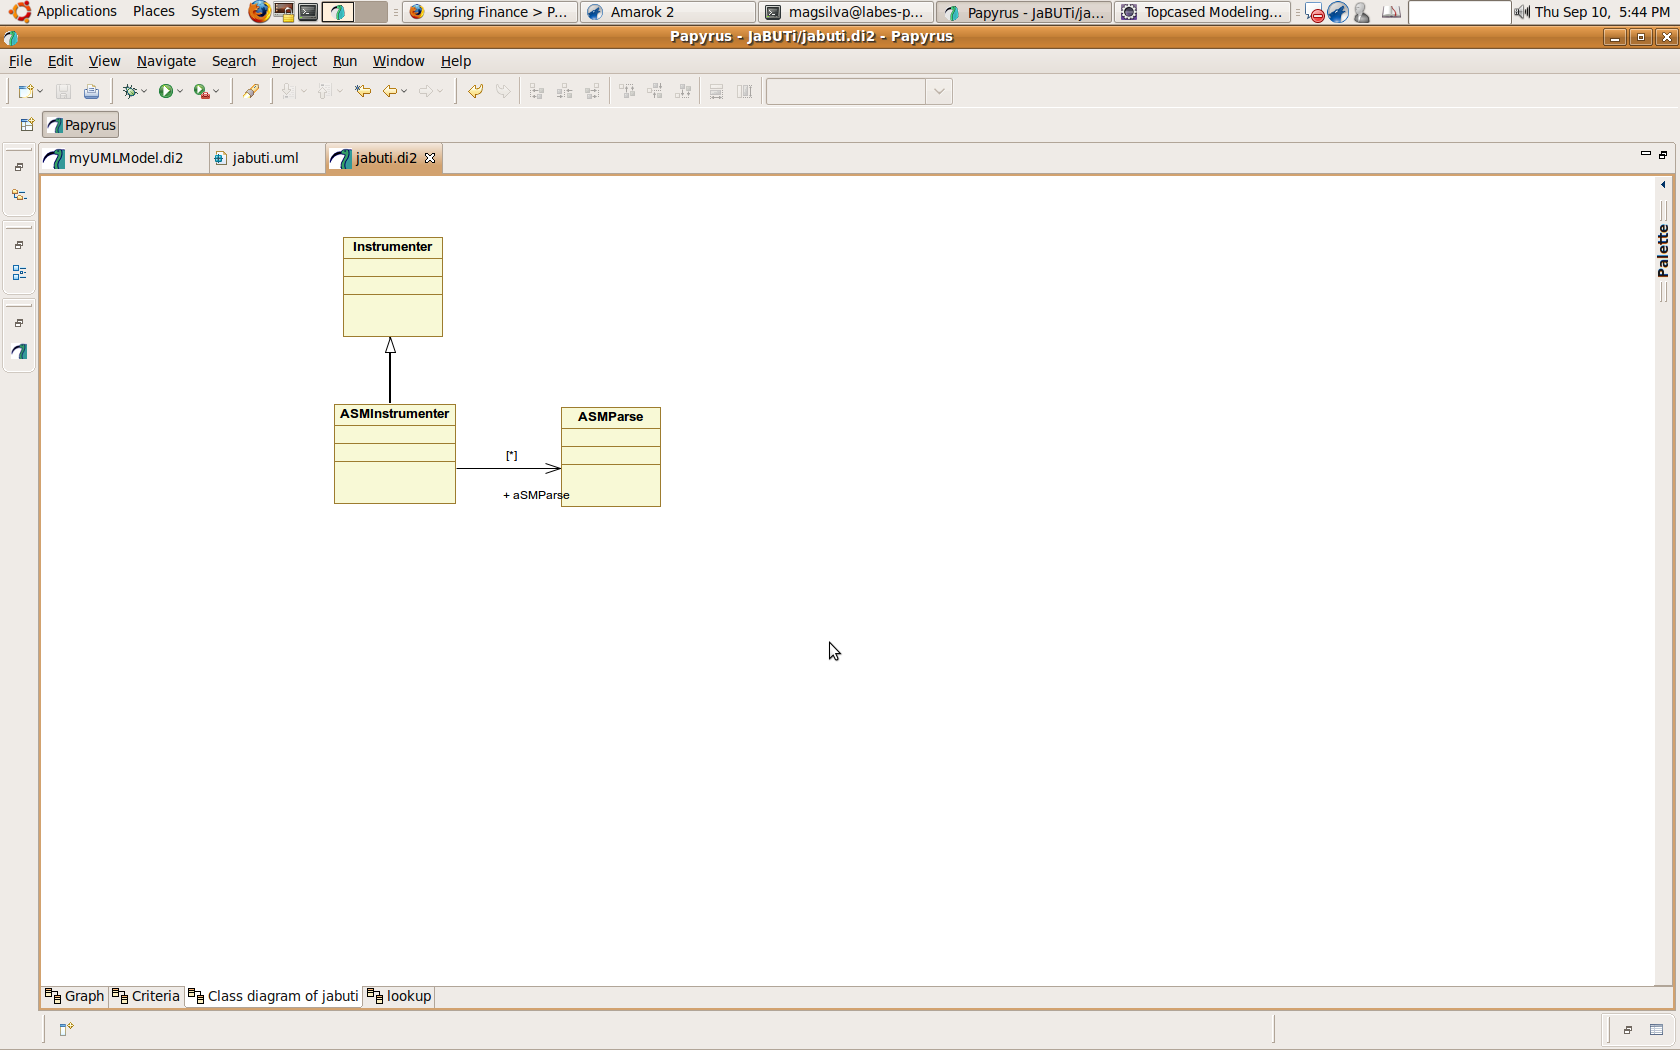 Applications Places System Spring Finance > P... Amarok 2 magsilva@labes-p... Papyrus - JaBUTi/ja... Topcased Modeling... Thu Sep 10, 5:44 PM
Papyrus - JaBUTi/jabuti.di2 - Papyrus
File Edit View Navigate Search Project Run Window Help
Papyrus
myUMLModel.di2 jabuti.uml jabuti.di2
Palette
Instrumenter
ASMInstrumenter
ASMParse
[*]
+ aSMParse
Graph Criteria Class diagram of jabuti lookup